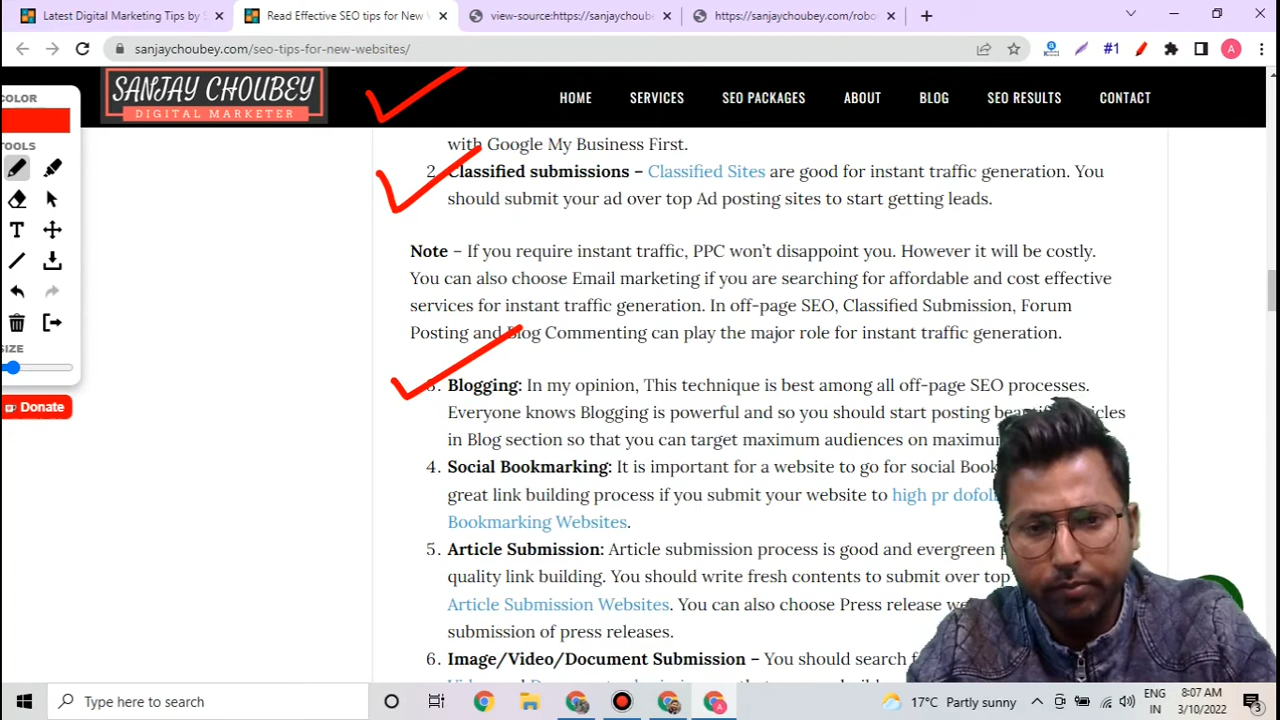 Latest Digital Marketing Tips by S
Read Effective SEO tips for New W
view-source:https://sanjaychoube
https://sanjaychoubey.com/robo
sanjaychoubey.com/seo-tips-for-new-websites/
#1
A
SANJAY CHOUBEY
DIGITAL MARKETER
HOME SERVICES SEO PACKAGES ABOUT BLOG SEO RESULTS CONTACT
COLOR
TOOLS
T
SIZE
Donate
with Google My Business First.
2. Classified submissions – Classified Sites are good for instant traffic generation. You
should submit your ad over top Ad posting sites to start getting leads.
Note – If you require instant traffic, PPC won’t disappoint you. However it will be costly.
You can also choose Email marketing if you are searching for affordable and cost effective
services for instant traffic generation. In off-page SEO, Classified Submission, Forum
Posting and Blog Commenting can play the major role for instant traffic generation.
3. Blogging: In my opinion, This technique is best among all off-page SEO processes.
Everyone knows Blogging is powerful and so you should start posting
in Blog section so that you can target maximum audiences on
4. Social Bookmarking: It is important for a website to go for social
great link building process if you submit your website to high pr
Bookmarking Websites.
5. Article Submission: Article submission process is good and evergreen
quality link building. You should write fresh contents to submit over top
Article Submission Websites. You can also choose Press release
submission of press releases.
6. Image/Video/Document Submission – You should search
Type here to search
17°C Partly sunny
ENG
IN
8:07 AM
3/10/2022
3